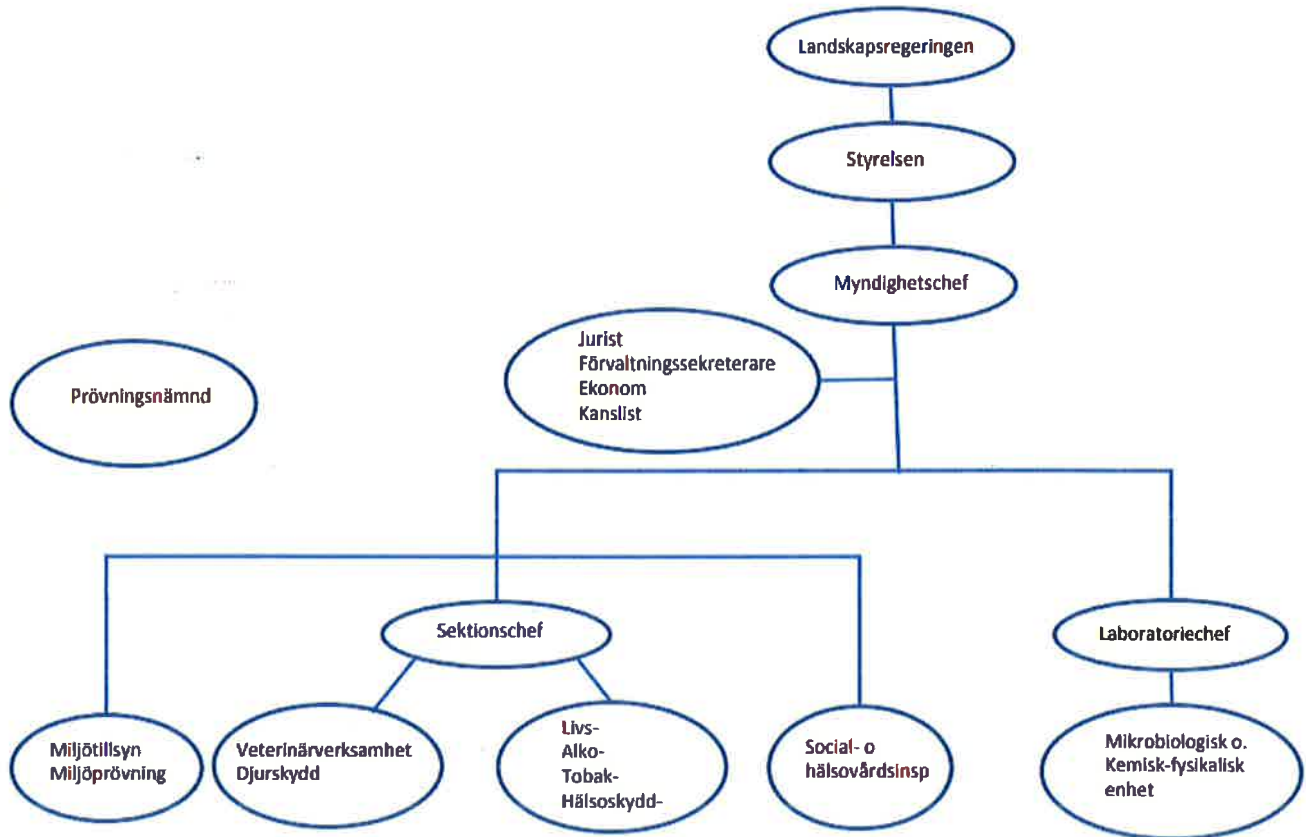 Landskapsregeringen
Styrelsen
Myndighetschef
Jurist
Förvaltningssekreterare
Ekonom
Kanslist
Prövningsnämnd
Sektionschef
Laboratoriechef
Miljötillsyn
Miljöprövning
Veterinärverksamhet
Djurskydd
Livs-
Alko-
Tobak-
Hälsoskydd-
Social- o
hälsovårdsinsp
Mikrobiologisk o.
Kemisk-fysikalisk
enhet